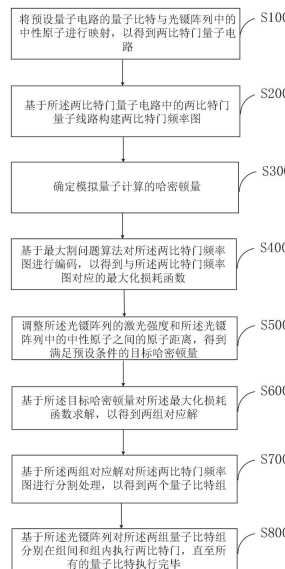 将预设量子电路的量子比特与光镊阵列中的
中性原子进行映射，以得到两比特门量子电
路
S100
基于所述两比特门量子电路中的两比特门
量子线路构建两比特门频率图
S200
确定模拟量子计算的哈密顿量
S300
基于最大割问题算法对所述两比特门频率
图进行编码，以得到与所述两比特门频率
图对应的最大化损耗函数
S400
调整所述光镊阵列的激光强度和所述光镊
阵列中的中性原子之间的原子距离，得到
满足预设条件的目标哈密顿量
S500
基于所述目标哈密顿量对所述最大化损耗
函数求解，以得到两组对应解
S600
基于所述两组对应解对所述两比特门频率
图进行分割处理，以得到两个量子比特组
S700
基于所述光镊阵列对所述两组量子比特组
分别在组间和组内执行两比特门，直至所
有的量子比特执行完毕
S800